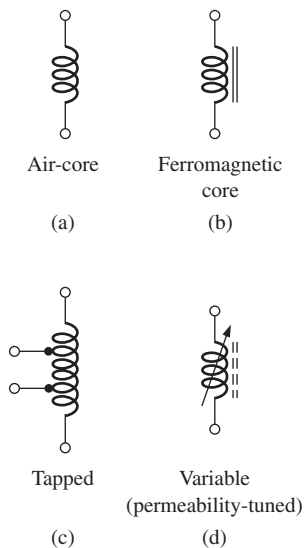 Air-core
(a)
Ferromagnetic
core
(b)
Tapped
(c)
Variable
(permeability-tuned)
(d)